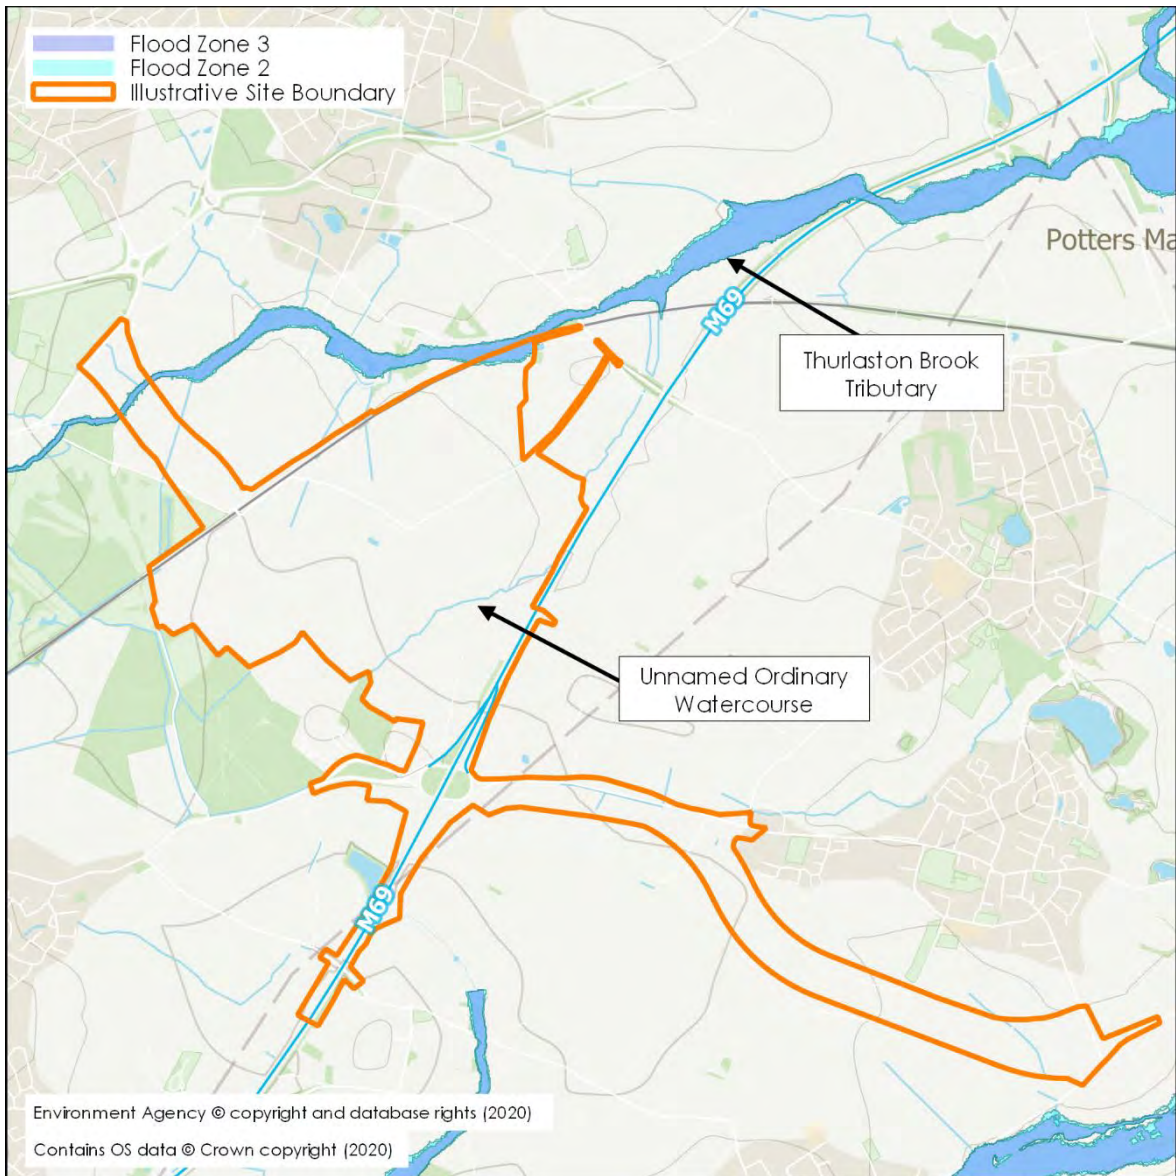 Flood Zone 3
Flood Zone 2
Illustrative Site Boundary
Potters Ma
M69
Thurlaston Brook
Tributary
Unnamed Ordinary
Watercourse
M69
Environment Agency © copyright and database rights (2020)
Contains OS data © Crown copyright (2020)